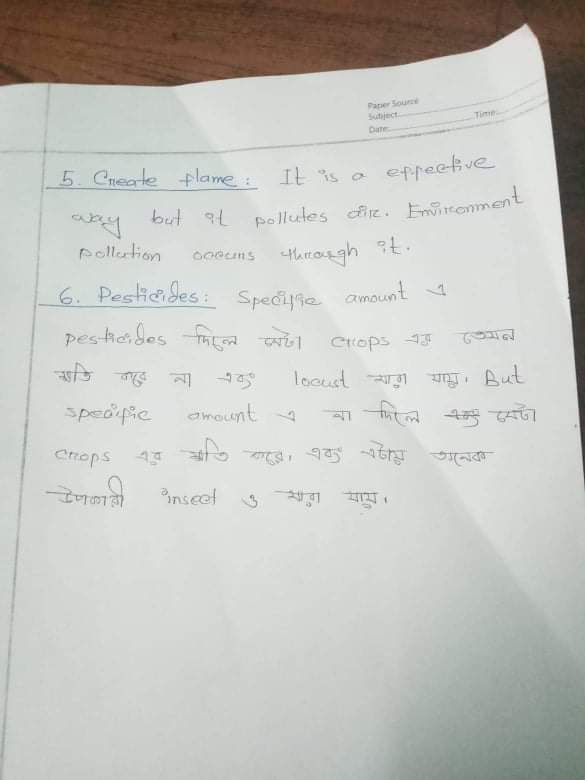 Paper Source
Subject
Time:
Date:
5. Create flame: It is a effective
way but it pollutes air. Environment
pollution occurs through it.
6. Pesticides: Specific amount এ
pesticides দিলে সেটা crops এর তেমন
ক্ষতি করে না এবং locust মারা যায়. But
specific amount এ না দিলে এবং সেটা
crops এর ক্ষতি করে. এবং এটায় অনেক
উপকারী insect ও মারা যায়.